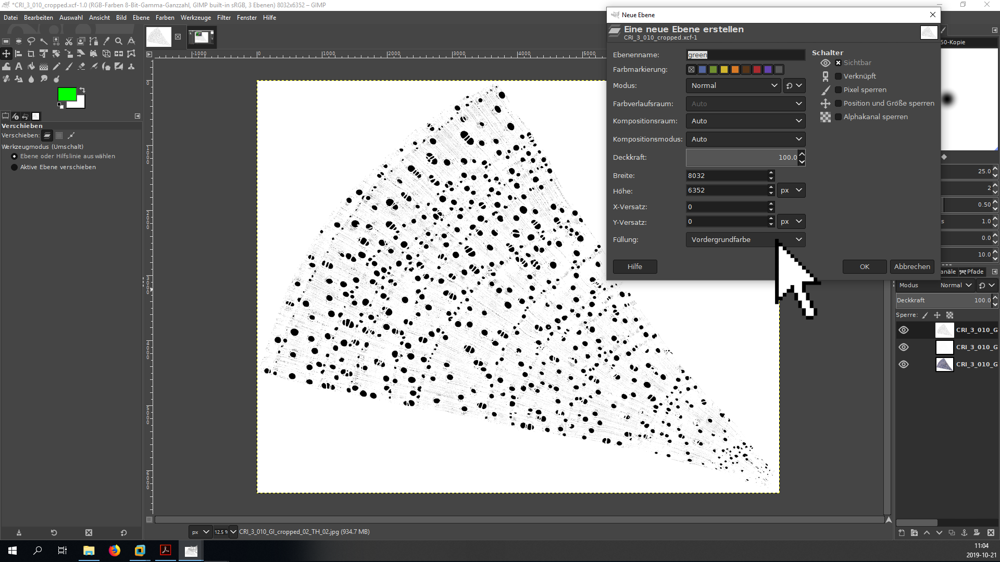 *CRI_3_010_cropped.xcf-1.0 (RGB-Farben 8-Bit-Gamma-Ganzzahl, GIMP built-in sRGB, 3 Ebenen) 8032x6352 – GIMP
Datei Bearbeiten Auswahl Ansicht Bild Ebene Farben Werkzeuge Filter Fenster Hilfe
-1000 0 1000 2000 3000 4000 5000
0
1000
2000
3000
4000
5000
6000
Verschieben
Verschieben:
Werkzeugmodus (Umschalt)
Ebene oder Hilfslinie auswählen
Aktive Ebene verschieben
Neue Ebene
Eine neue Ebene erstellen
CRI_3_010_cropped.xcf-1
Ebenenname: green
Farbmarkierung:
Modus: Normal
Farbverlaufsraum: Auto
Kompositionsraum: Auto
Kompositionsmodus: Auto
Deckkraft: 100.0
Breite: 8032
Höhe: 6352 px
X-Versatz: 0
Y-Versatz: 0 px
Füllung: Vordergrundfarbe
Schalter
Sichtbar
Verknüpft
Pixel sperren
Position und Größe sperren
Alphakanal sperren
Hilfe OK Abbrechen
50-Kopie
25.0
2
0.50
s 1.0
0.0
10.0
anäle Pfade
Modus Normal
Deckkraft 100.0
Sperre:
CRI_3_010_G
CRI_3_010_G
CRI_3_010_G
px 12.5 % CRI_3_010_GI_cropped_02_TH_02.jpg (934.7 MB)
11:04
2019-10-21